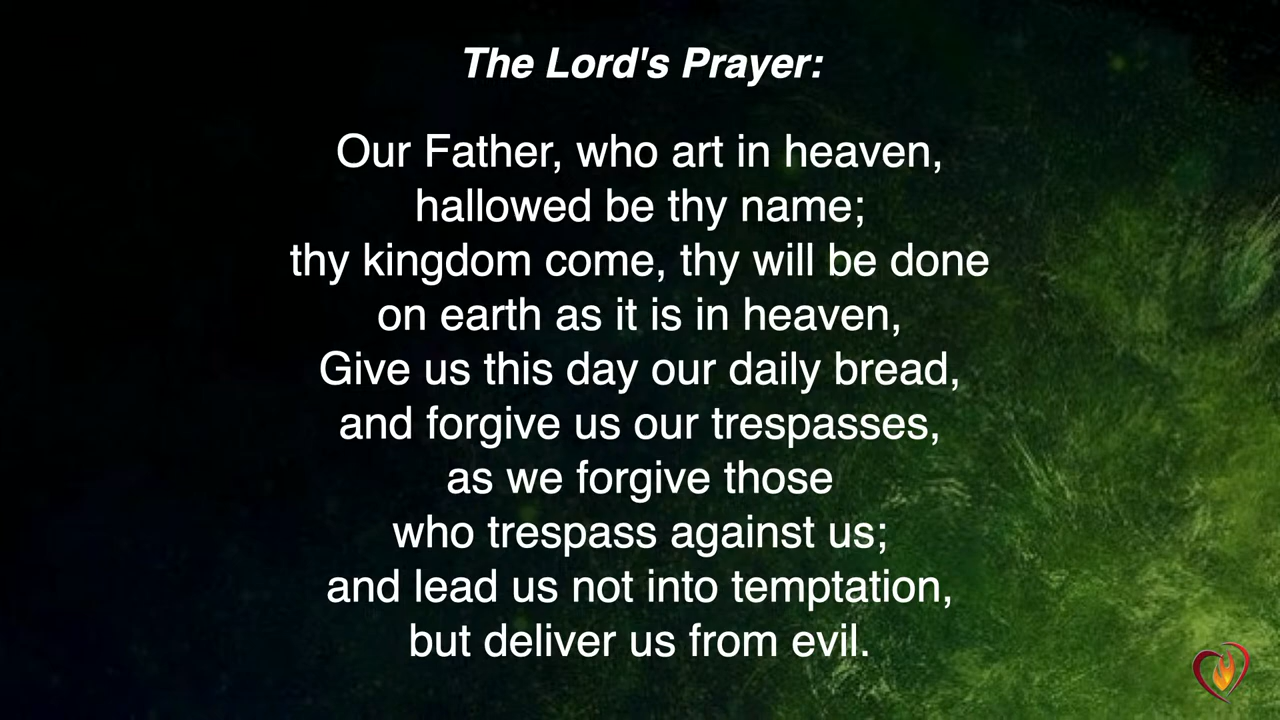 The Lord's Prayer:
Our Father, who art in heaven,
hallowed be thy name;
thy kingdom come, thy will be done
on earth as it is in heaven,
Give us this day our daily bread,
and forgive us our trespasses,
as we forgive those
who trespass against us;
and lead us not into temptation,
but deliver us from evil.